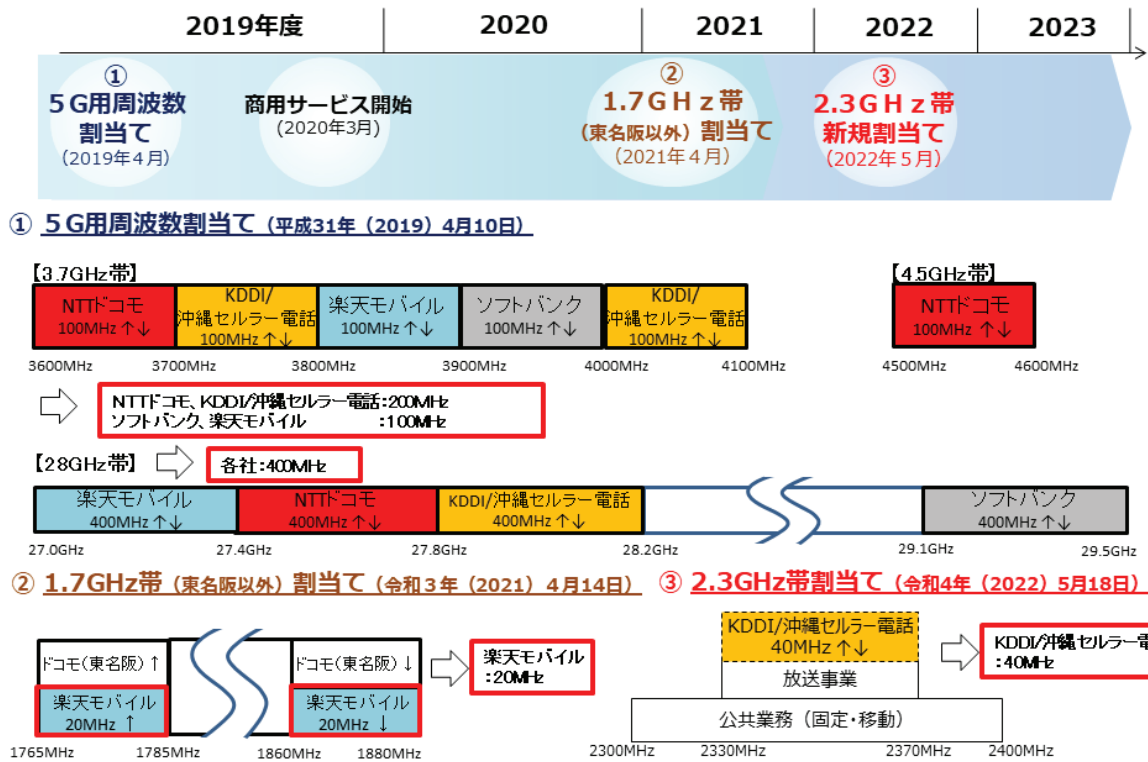 2019年度 2020 2021 2022 2023
①
5G用周波数
割当て
(2019年4月)
商用サービス開始
(2020年3月)
②
1.7GHz帯
(東名阪以外) 割当て
(2021年4月)
③
2.3GHz帯
新規割当て
(2022年5月)
① 5G用周波数割当て (平成31年 (2019) 4月10日)
【3.7GHz帯】
NTTドコモ
100MHz ↑↓
KDDI/
沖縄セルラー電話
100MHz ↑↓
楽天モバイル
100MHz ↑↓
ソフトバンク
100MHz ↑↓
KDDI/
沖縄セルラー電話
100MHz ↑↓
3600MHz 3700MHz 3800MHz 3900MHz 4000MHz 4100MHz
【4.5GHz帯】
NTTドコモ
100MHz ↑↓
4500MHz 4600MHz
NTTドコモ、KDDI/沖縄セルラー電話:200MHz
ソフトバンク、楽天モバイル :100MHz
【28GHz帯】
各社:400MHz
楽天モバイル
400MHz ↑↓
NTTドコモ
400MHz ↑↓
KDDI/沖縄セルラー電話
400MHz ↑↓
ソフトバンク
400MHz ↑↓
27.0GHz 27.4GHz 27.8GHz 28.2GHz 29.1GHz 29.5GHz
② 1.7GHz帯 (東名阪以外) 割当て (令和3年 (2021) 4月14日)
ドコモ(東名阪) ↑
楽天モバイル
20MHz ↑
ドコモ(東名阪) ↓
楽天モバイル
20MHz ↓
1765MHz 1785MHz 1860MHz 1880MHz
楽天モバイル
:20MHz
③ 2.3GHz帯割当て (令和4年 (2022) 5月18日)
KDDI/沖縄セルラー電話
40MHz ↑↓
放送事業
公共業務 (固定・移動)
2300MHz 2330MHz 2370MHz 2400MHz
KDDI/沖縄セルラー電
:40MHz